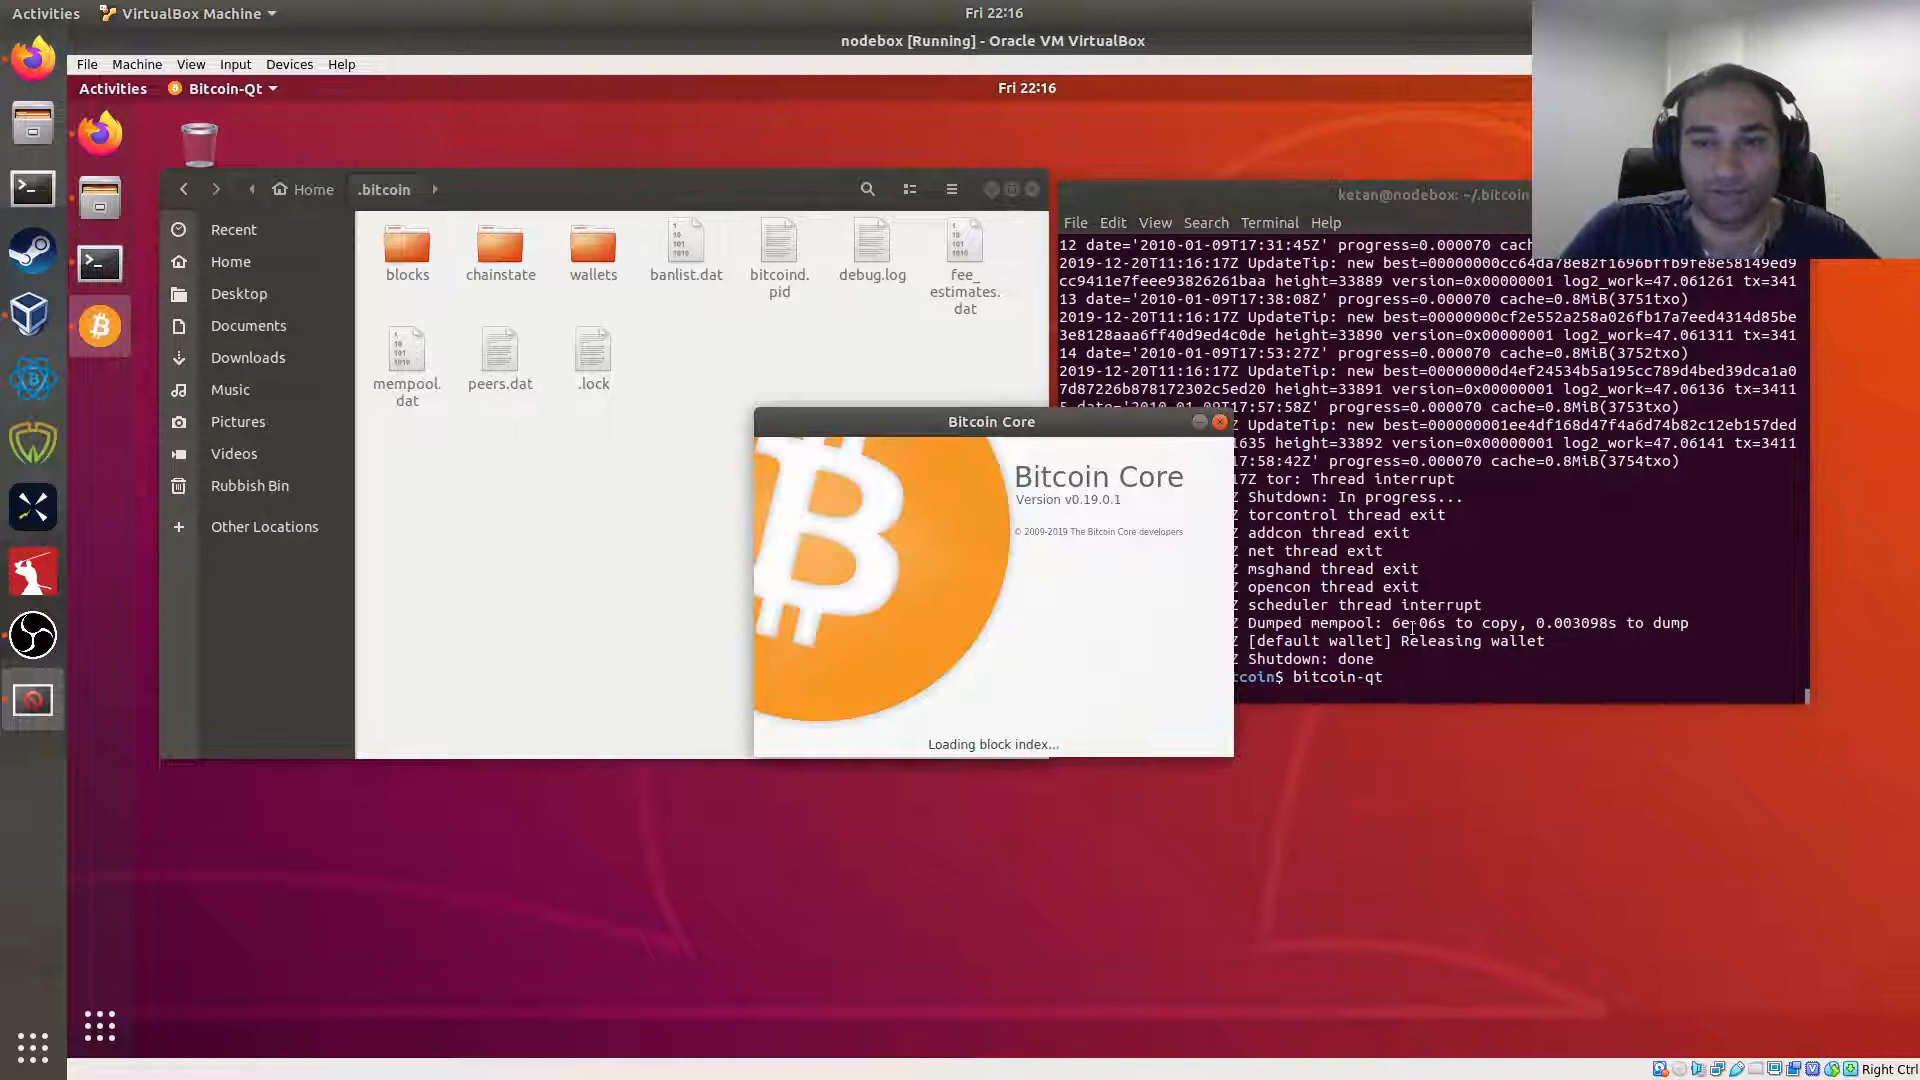 Activities VirtualBox Machine Fri 22:16
nodebox [Running] - Oracle VM VirtualBox
File Machine View Input Devices Help
Activities Bitcoin-Qt Fri 22:16
Home .bitcoin
Recent
Home
Desktop
Documents
Downloads
Music
Pictures
Videos
Rubbish Bin
+ Other Locations
blocks
chainstate
wallets
banlist.dat
bitcoind.
pid
debug.log
fee_
estimates.
dat
mempool.
dat
peers.dat
.lock
ketan@nodebox: ~/.bitcoin
File Edit View Search Terminal Help
12 date='2010-01-09T17:31:45Z' progress=0.000070 cach
2019-12-20T11:16:17Z UpdateTip: new best=00000000cc64da78e82f1696bffb9fe8e58149ed9
cc9411e7feee93826261baa height=33889 version=0x00000001 log2_work=47.061261 tx=341
13 date='2010-01-09T17:38:08Z' progress=0.000070 cache=0.8MiB(3751txo)
2019-12-20T11:16:17Z UpdateTip: new best=00000000cf2e552a258a026fb17a7eed4314d85be
3e8128aaa6ff40d9ed4c0de height=33890 version=0x00000001 log2_work=47.061311 tx=341
14 date='2010-01-09T17:53:27Z' progress=0.000070 cache=0.8MiB(3752txo)
2019-12-20T11:16:17Z UpdateTip: new best=00000000d4ef24534b5a195cc789d4bed39dca1a0
7d87226b878172302c5ed20 height=33891 version=0x00000001 log2_work=47.06136 tx=3411
17:57:58Z' progress=0.000070 cache=0.8MiB(3753txo)
Z UpdateTip: new best=000000001ee4df168d47f4a6d74b82c12eb157ded
1635 height=33892 version=0x00000001 log2_work=47.06141 tx=3411
17:58:42Z' progress=0.000070 cache=0.8MiB(3754txo)
17Z tor: Thread interrupt
Z Shutdown: In progress...
Z torcontrol thread exit
Z addcon thread exit
Z net thread exit
Z msghand thread exit
Z opencon thread exit
Z scheduler thread interrupt
Z Dumped mempool: 6e-06s to copy, 0.003098s to dump
Z [default wallet] Releasing wallet
Z Shutdown: done
tcoin$ bitcoin-qt
Bitcoin Core
Bitcoin Core
Version v0.19.0.1
© 2009-2019 The Bitcoin Core developers
Loading block index...
Right Ctrl